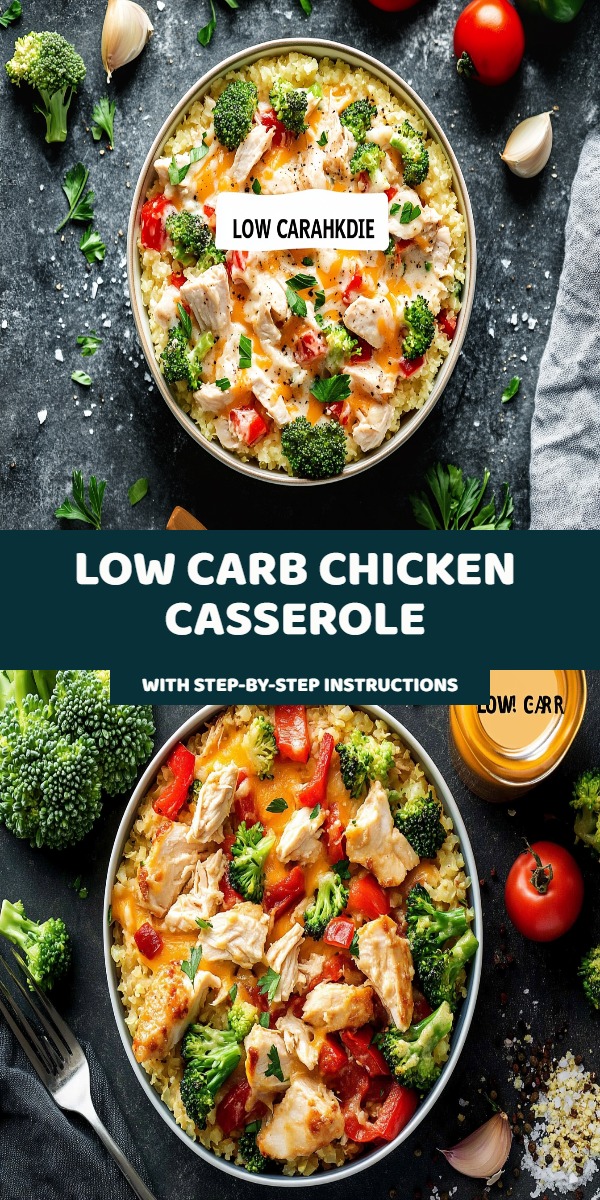 LOW CARAHKDIE
LOW CARB CHICKEN
CASSEROLE
WITH STEP-BY-STEP INSTRUCTIONS
LOW! CARR